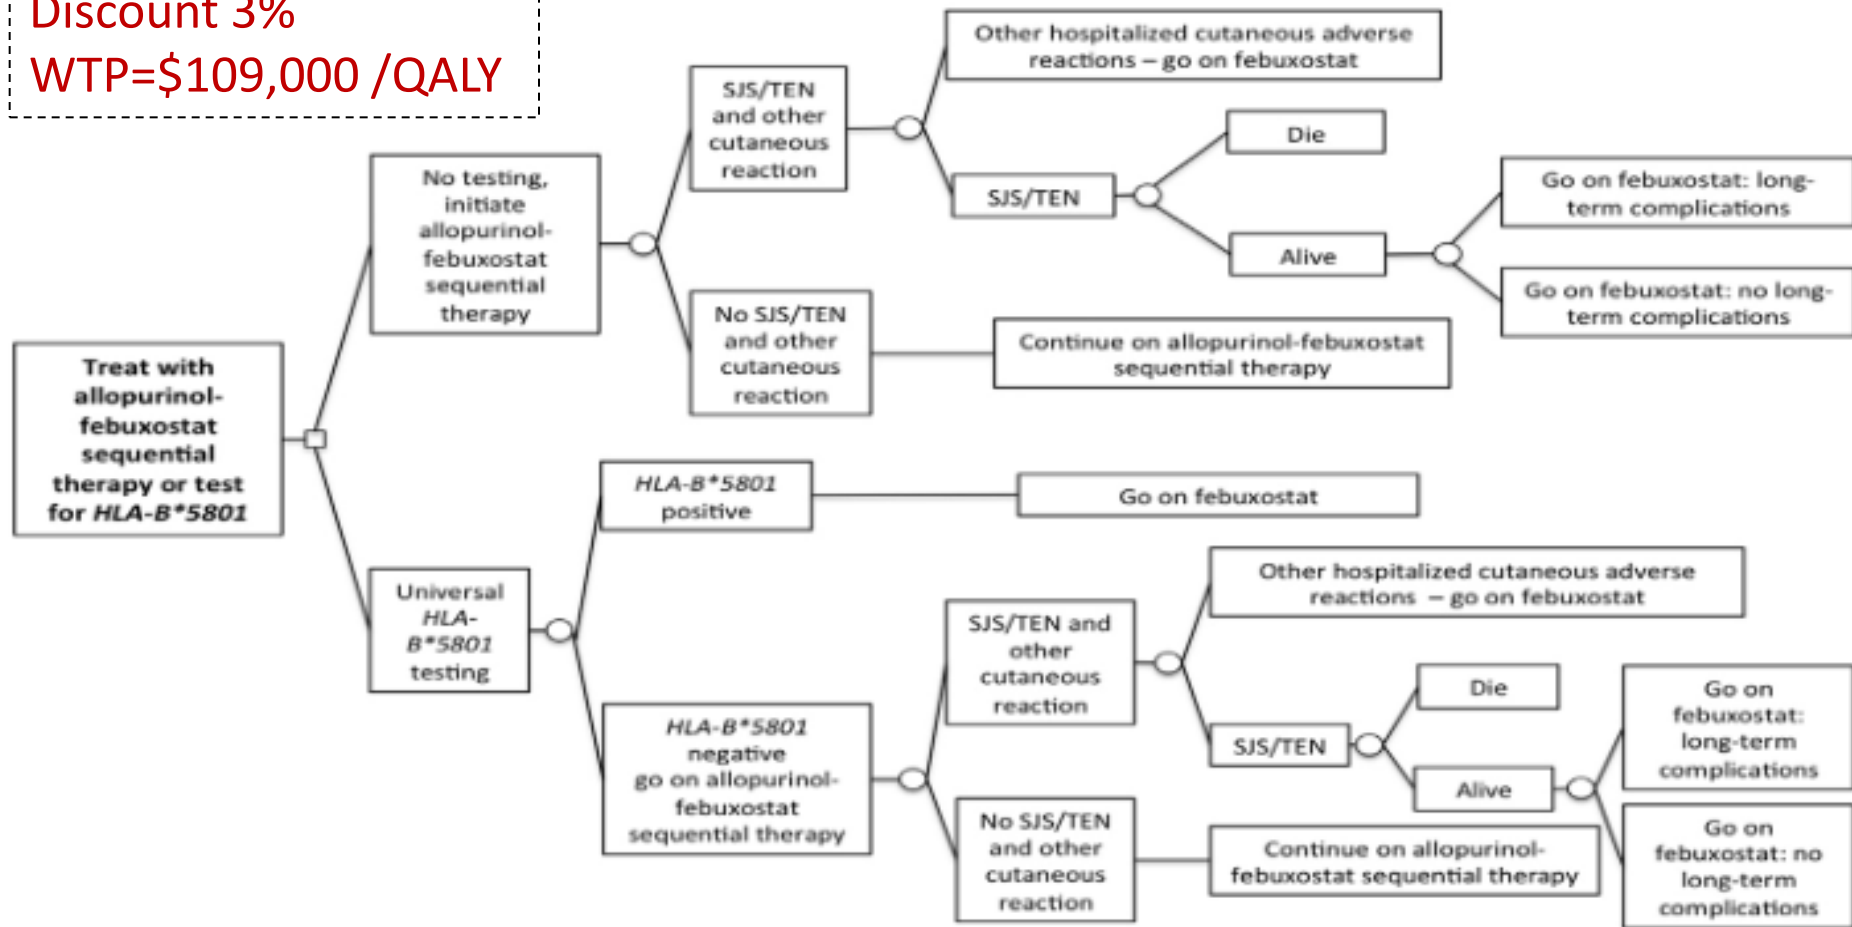 Discount 3%
WTP=$109,000 /QALY
Treat with
allopurinol-
febuxostat
sequential
therapy or test
for HLA-B*5801
No testing,
initiate
allopurinol-
febuxostat
sequential
therapy
SJS/TEN
and other
cutaneous
reaction
Other hospitalized cutaneous adverse
reactions – go on febuxostat
SJS/TEN
Die
Alive
Go on febuxostat: long-
term complications
Go on febuxostat: no long-
term complications
No SJS/TEN
and other
cutaneous
reaction
Continue on allopurinol-febuxostat
sequential therapy
Universal
HLA-
B*5801
testing
HLA-B*5801
positive
Go on febuxostat
HLA-B*5801
negative
go on allopurinol-
febuxostat
sequential therapy
SJS/TEN and
other
cutaneous
reaction
Other hospitalized cutaneous adverse
reactions – go on febuxostat
SJS/TEN
Die
Alive
Go on
febuxostat:
long-term
complications
Go on
febuxostat: no
long-term
complications
No SJS/TEN
and other
cutaneous
reaction
Continue on allopurinol-
febuxostat sequential therapy